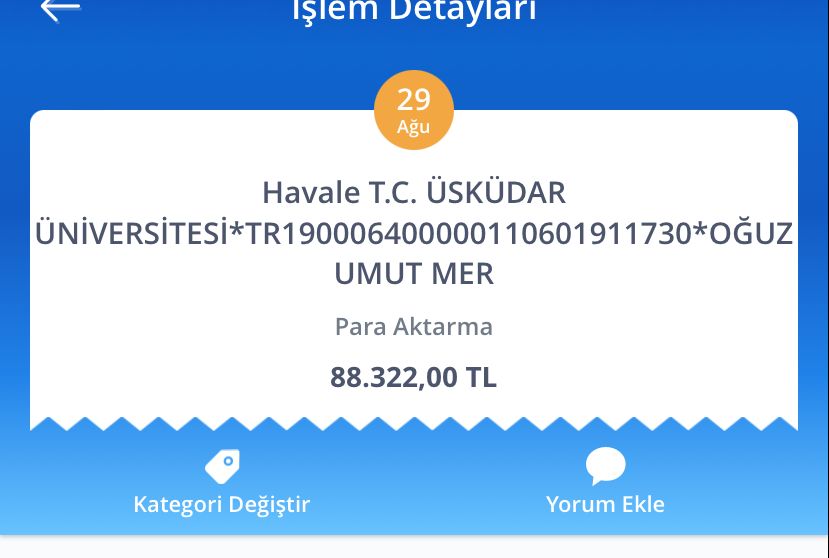 İşlem Detayları
29
Ağu
Havale T.C. ÜSKÜDAR
ÜNİVERSİTESİ*TR190006400000110601911730*OĞUZ
UMUT MER
Para Aktarma
88.322,00 TL
Kategori Değiştir
Yorum Ekle